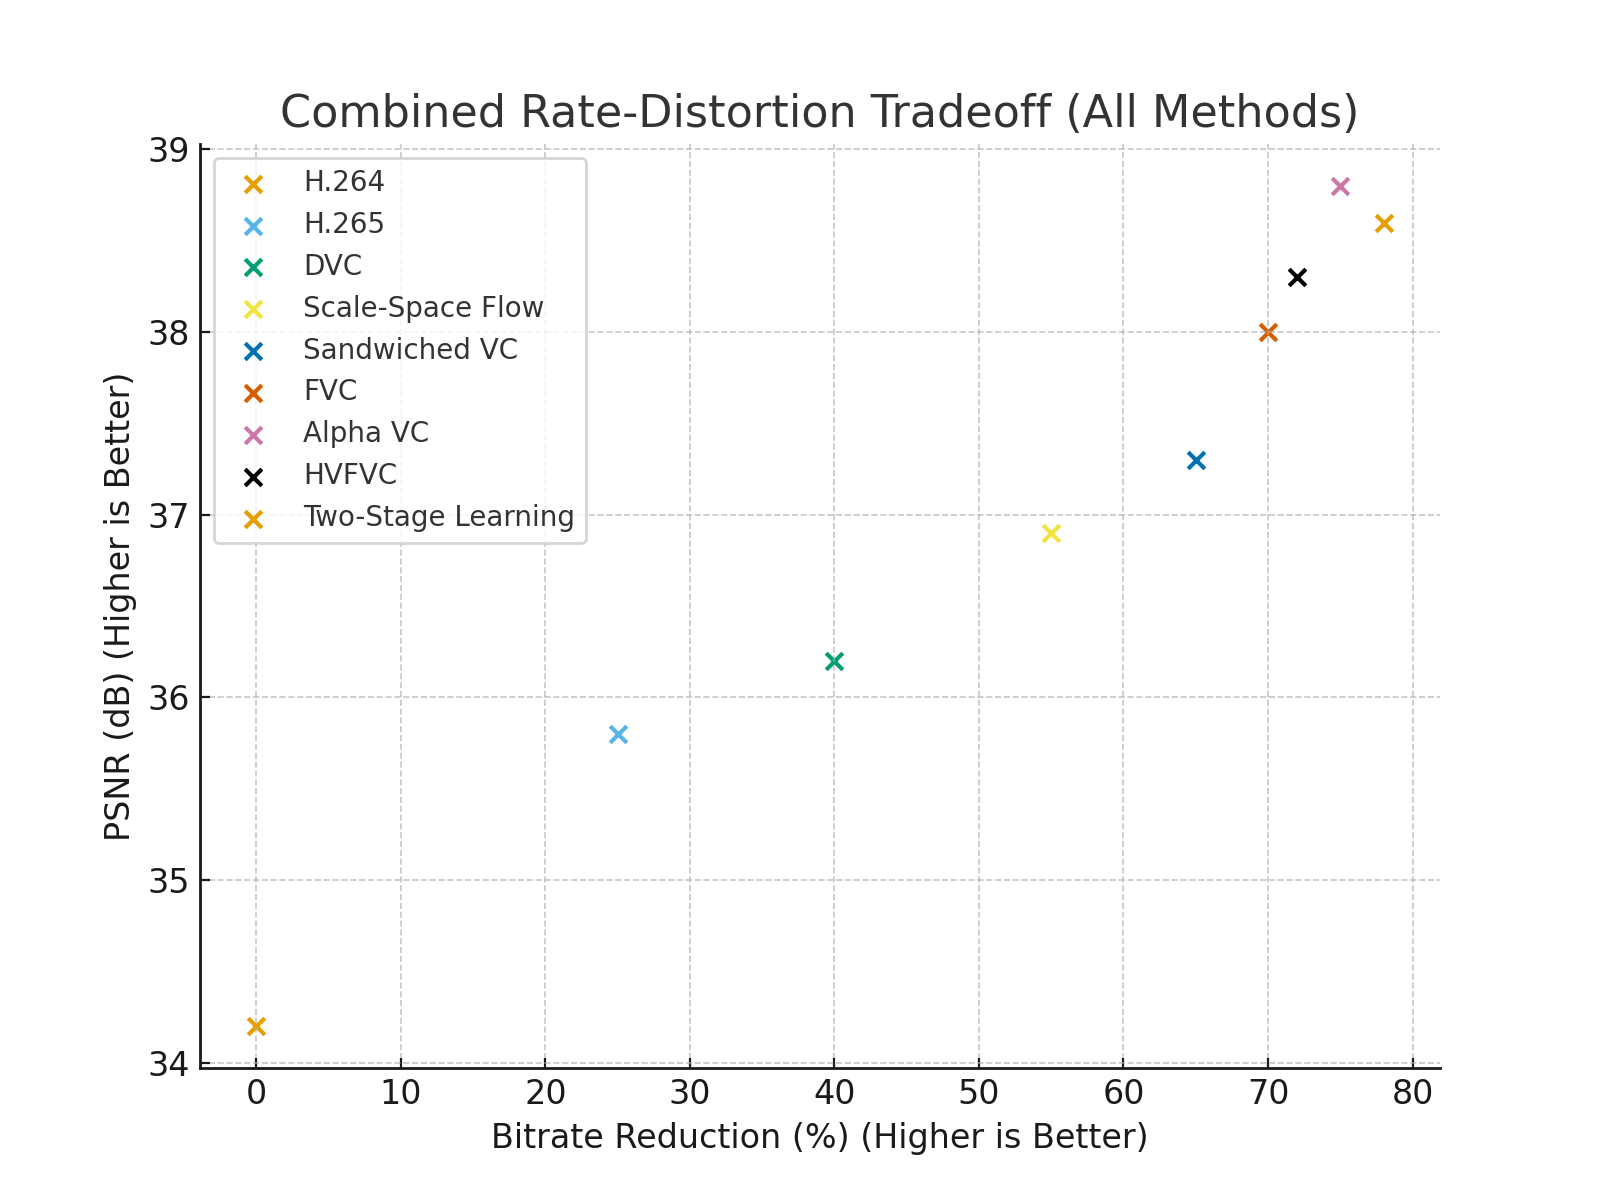 Combined Rate-Distortion Tradeoff (All Methods)
39
38
37
36
35
34
PSNR (dB) (Higher is Better)
H.264
H.265
DVC
Scale-Space Flow
Sandwiched VC
FVC
Alpha VC
HVFVC
Two-Stage Learning
0 10 20 30 40 50 60 70 80
Bitrate Reduction (%) (Higher is Better)